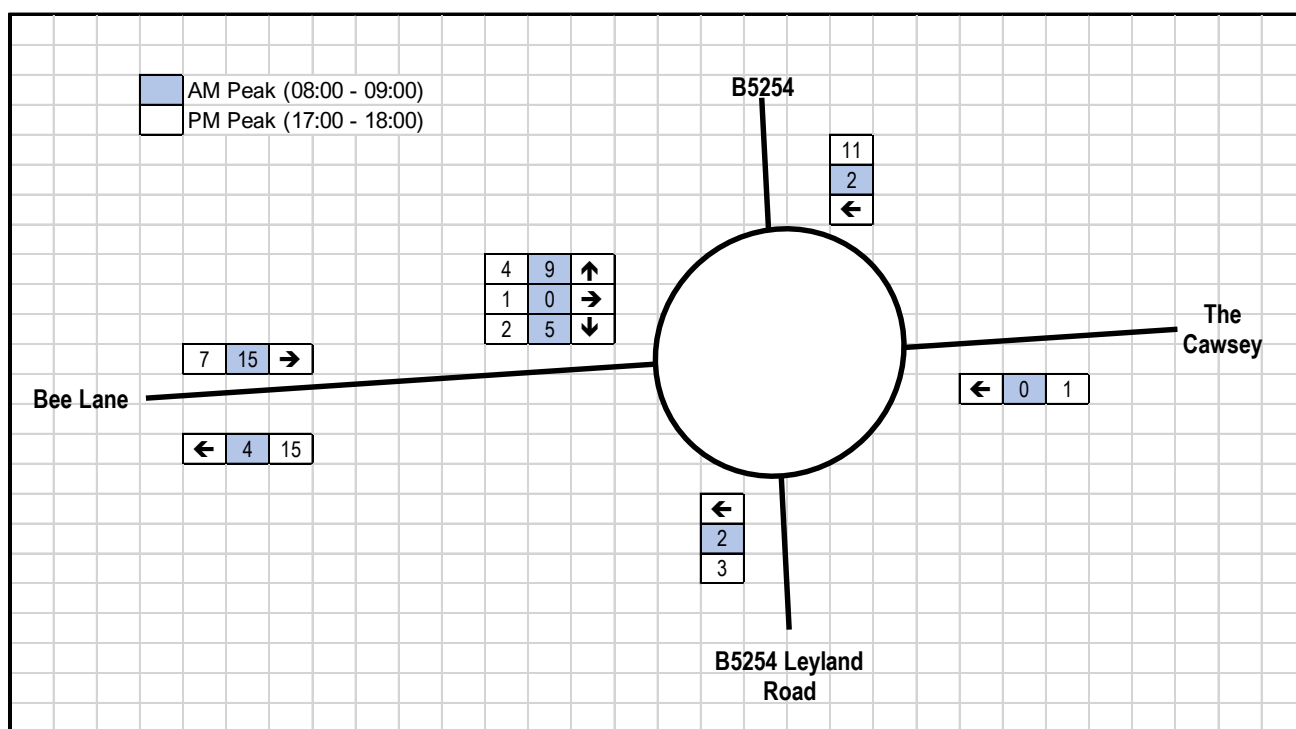 AM Peak (08:00 - 09:00)
PM Peak (17:00 - 18:00)
B5254
11
2
←
4 9 ↑
1 0 →
2 5 ↓
The
Cawsey
7 15 →
← 0 1
Bee Lane
← 4 15
←
2
3
B5254 Leyland
Road